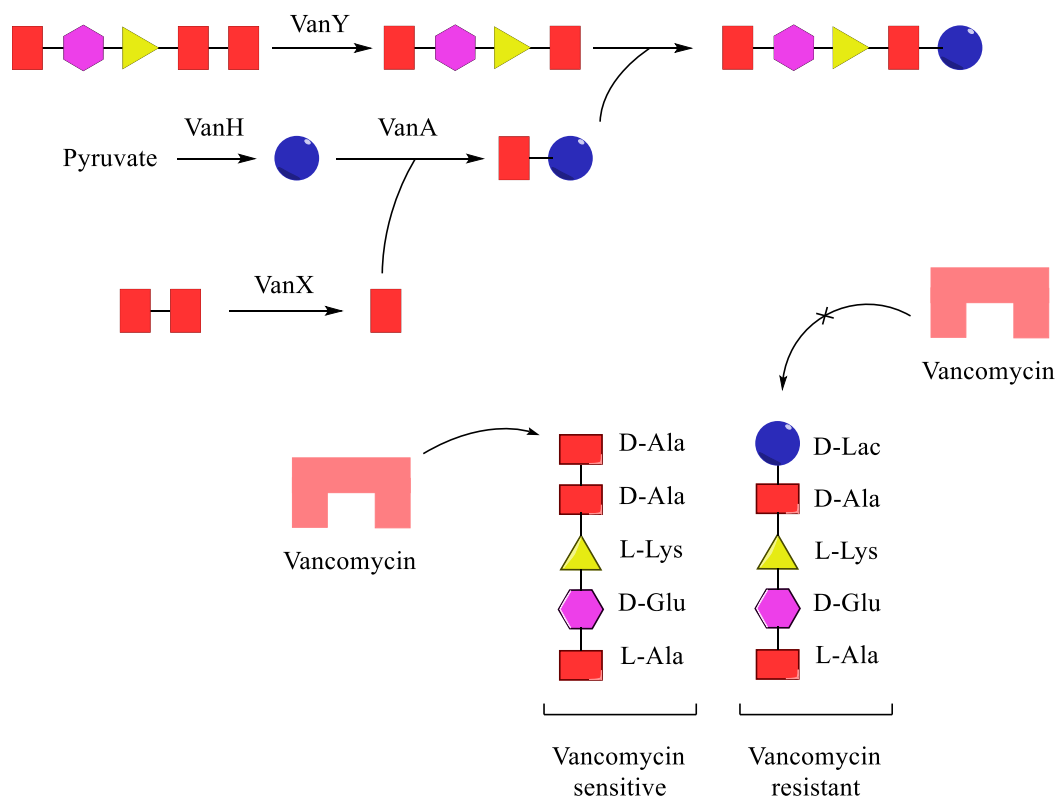 VanY
VanH
VanA
Pyruvate
VanX
Vancomycin
D-Ala
D-Lac
D-Ala
D-Ala
L-Lys
L-Lys
Vancomycin
D-Glu
D-Glu
L-Ala
L-Ala
Vancomycin
sensitive
Vancomycin
resistant